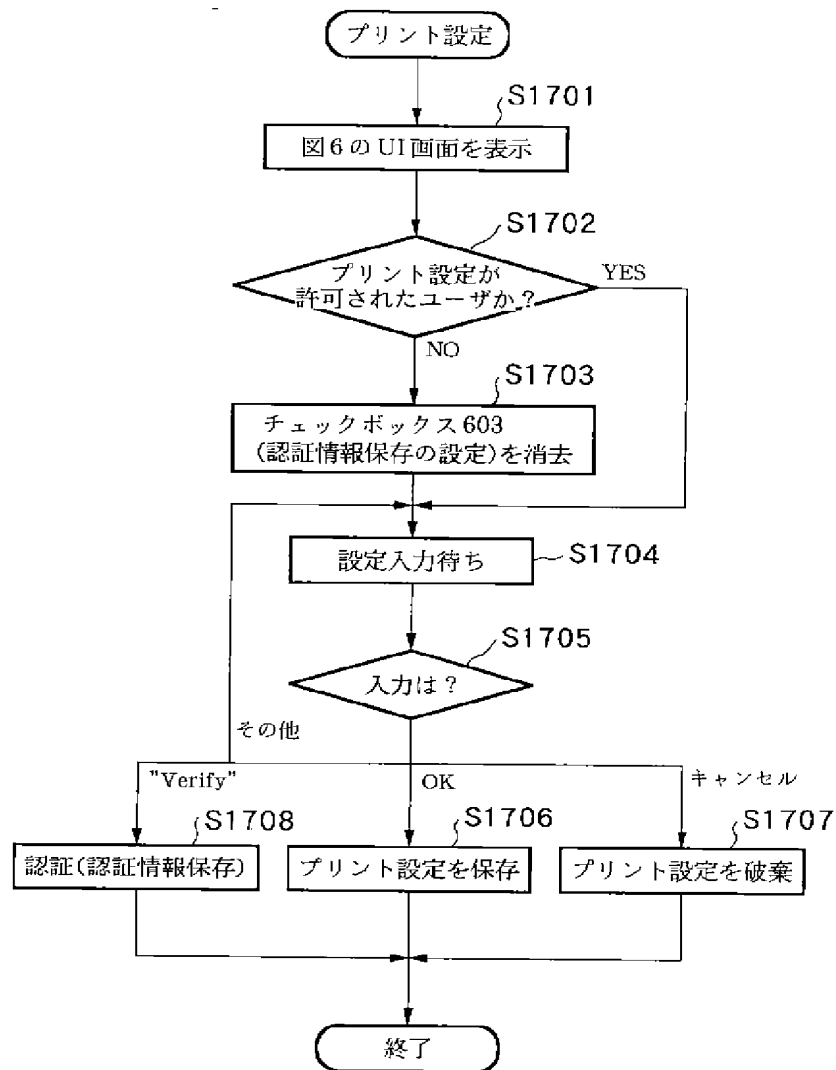 プリント設定
S1701
図6のUI画面を表示
S1702
プリント設定が
許可されたユーザか？
YES
NO
S1703
チェックボックス603
(認証情報保存の設定)を消去
設定入力待ち
S1704
S1705
入力は？
その他
"Verify"
OK
キャンセル
S1708
S1706
S1707
認証(認証情報保存)
プリント設定を保存
プリント設定を破棄
終了